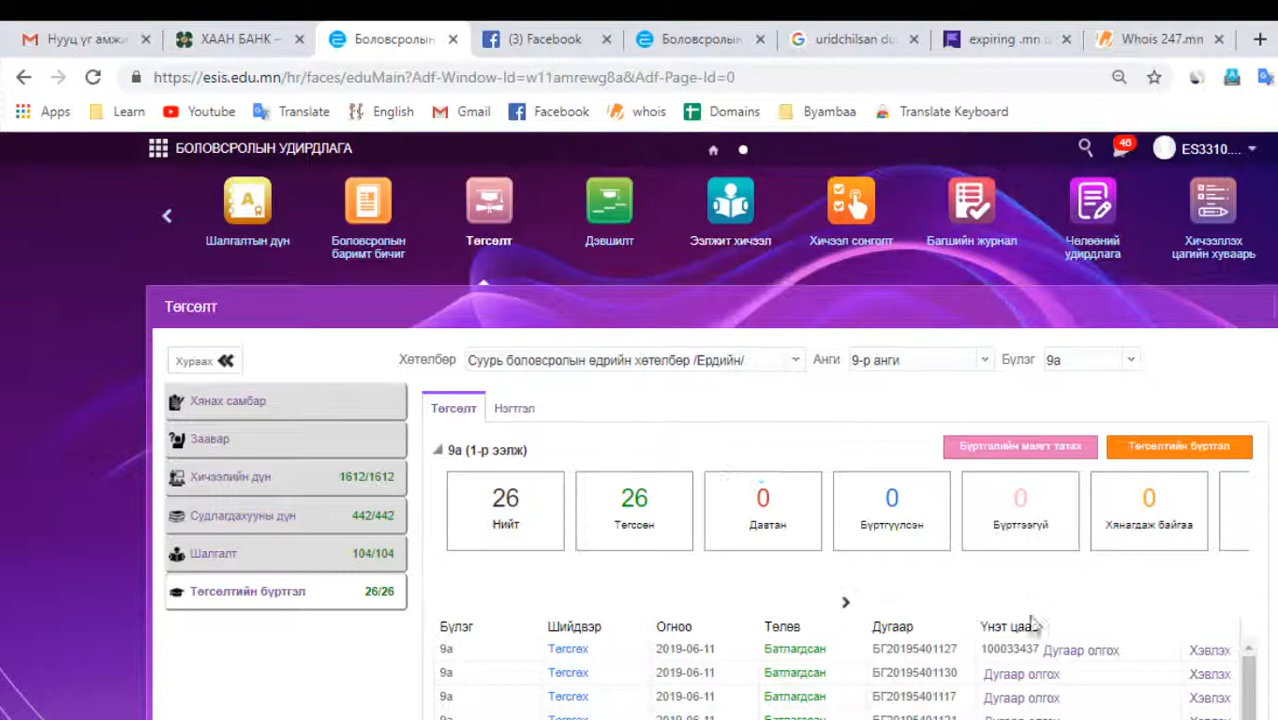 Нууц үг амжи
ХААН БАНК –
Боловсролын
(3) Facebook
Боловсролын
uridchilsan du
expiring .mn
Whois 247.mn
https://esis.edu.mn/hr/faces/eduMain?Adf-Window-Id=w11amrewg8a&Adf-Page-Id=0
Apps Learn Youtube Translate English Gmail Facebook whois Domains Byambaa Translate Keyboard
БОЛОВСРОЛЫН УДИРДЛАГА
46
ES3310....
Шалгалтын дүн
Боловсролын баримт бичиг
Төгсөлт
Дэвшилт
Ээлжит хичээл
Хичээл сонголт
Багшийн журнал
Чөлөөний удирдлага
Хичээллэх цагийн хуваарь
Төгсөлт
Хураах
Хөтөлбөр Суурь боловсролын өдрийн хөтөлбөр /Ердийн/ Анги 9-р анги Бүлэг 9а
Хянах самбар
Заавар
Хичээлийн дүн 1612/1612
Судлагдахууны дүн 442/442
Шалгалт 104/104
Төгсөлтийн бүртгэл 26/26
Төгсөлт Нэгтгэл
9а (1-р ээлж)
Бүртгэлийн маягт татах
Төгсөлтийн бүртгэл
26 26 0 0 0 0
Нийт Төгссөн Давтан Бүртгүүлсэн Бүртгээгүй Хянагдаж байгаа
Бүлэг Шийдвэр Огноо Төлөв Дугаар Үнэт цаас
9а Төгсгөх 2019-06-11 Батлагдсан БГ20195401127 100033437 Дугаар олгох Хэвлэх
9а Төгсгөх 2019-06-11 Батлагдсан БГ20195401130 Дугаар олгох Хэвлэх
9а Төгсгөх 2019-06-11 Батлагдсан БГ20195401117 Дугаар олгох Хэвлэх